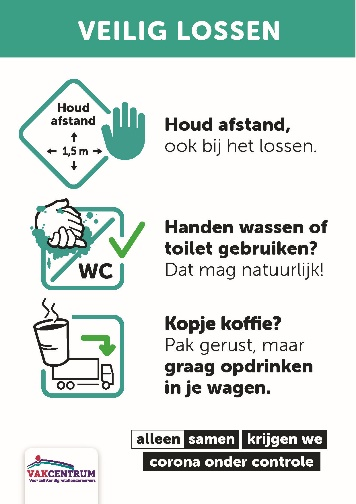 VEILIG LOSSEN
Houd
afstand
1,5 m
Houd afstand,
ook bij het lossen.
WC
Handen wassen of
toilet gebruiken?
Dat mag natuurlijk!
Kopje koffie?
Pak gerust, maar
graag opdrinken
in je wagen.
alleen samen krijgen we
corona onder controle
VAKCENTRUM